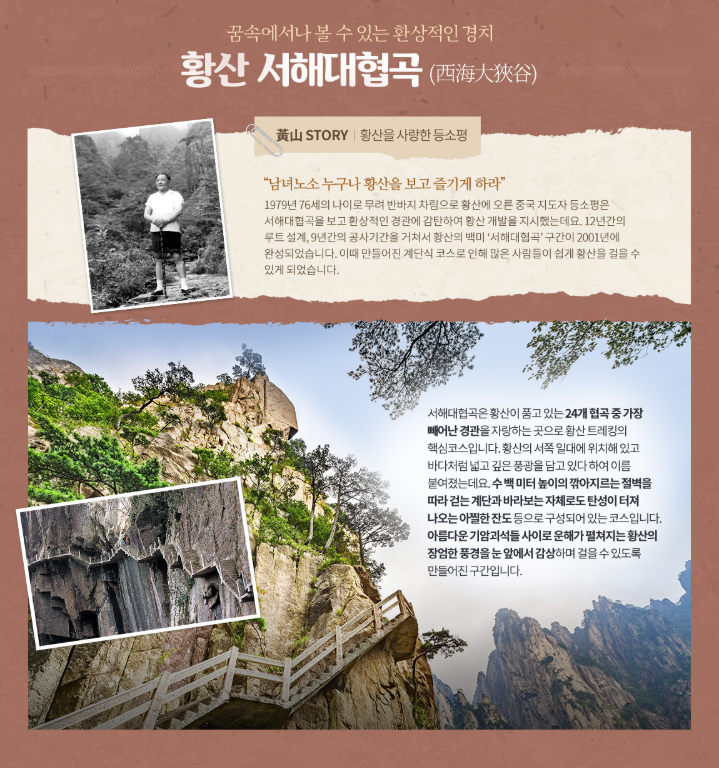 꿈속에서나 볼 수 있는 환상적인 경치
황산 서해대협곡 (西海大狹谷)
黃山 STORY | 황산을 사랑한 등소평
“남녀노소 누구나 황산을 보고 즐기게 하라”
1979년 76세의 나이로 무려 반바지 차림으로 황산에 오른 중국 지도자 등소평은
서해대협곡을 보고 환상적인 경관에 감탄하여 황산 개발을 지시했는데요. 12년간의
루트 설계, 9년간의 공사기간을 거쳐서 황산의 백미 ‘서해대협곡’ 구간이 2001년에
완성되었습니다. 이때 만들어진 계단식 코스로 인해 많은 사람들이 쉽게 황산을 걸을 수
있게 되었습니다.
서해대협곡은 황산이 품고 있는 24개 협곡 중 가장
빼어난 경관을 자랑하는 곳으로 황산 트레킹의
핵심코스입니다. 황산의 서쪽 일대에 위치해 있고
바다처럼 넓고 깊은 풍광을 담고 있다 하여 이름
붙여졌는데요. 수 백 미터 높이의 깎아지르는 절벽을
따라 걷는 계단과 바라보는 자체로도 탄성이 터져
나오는 아찔한 잔도 등으로 구성되어 있는 코스입니다.
아름다운 기암괴석들 사이로 운해가 펼쳐지는 황산의
장엄한 풍경을 눈 앞에서 감상하며 걸을 수 있도록
만들어진 구간입니다.